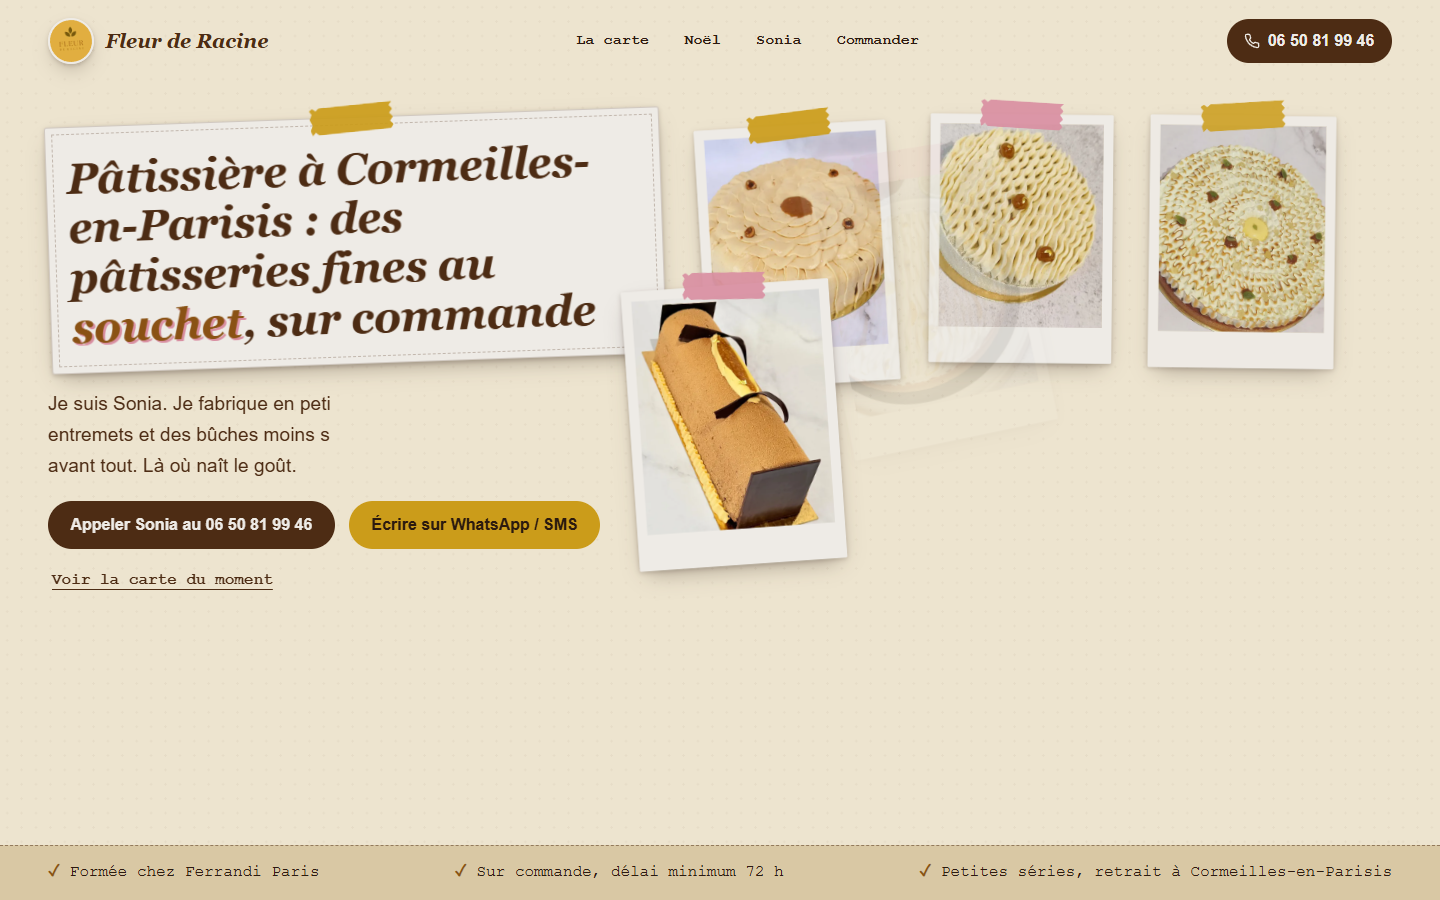 FLEUR
Fleur de Racine
La carte
Noël
Sonia
Commander
06 50 81 99 46
Pâtissière à Cormeilles-
en-Parisis : des
pâtisseries fines au
souchet, sur commande
Je suis Sonia. Je fabrique en peti
entremets et des bûches moins s
avant tout. Là où naît le goût.
Appeler Sonia au 06 50 81 99 46
Écrire sur WhatsApp / SMS
Voir la carte du moment
✓ Formée chez Ferrandi Paris
✓ Sur commande, délai minimum 72 h
✓ Petites séries, retrait à Cormeilles-en-Parisis